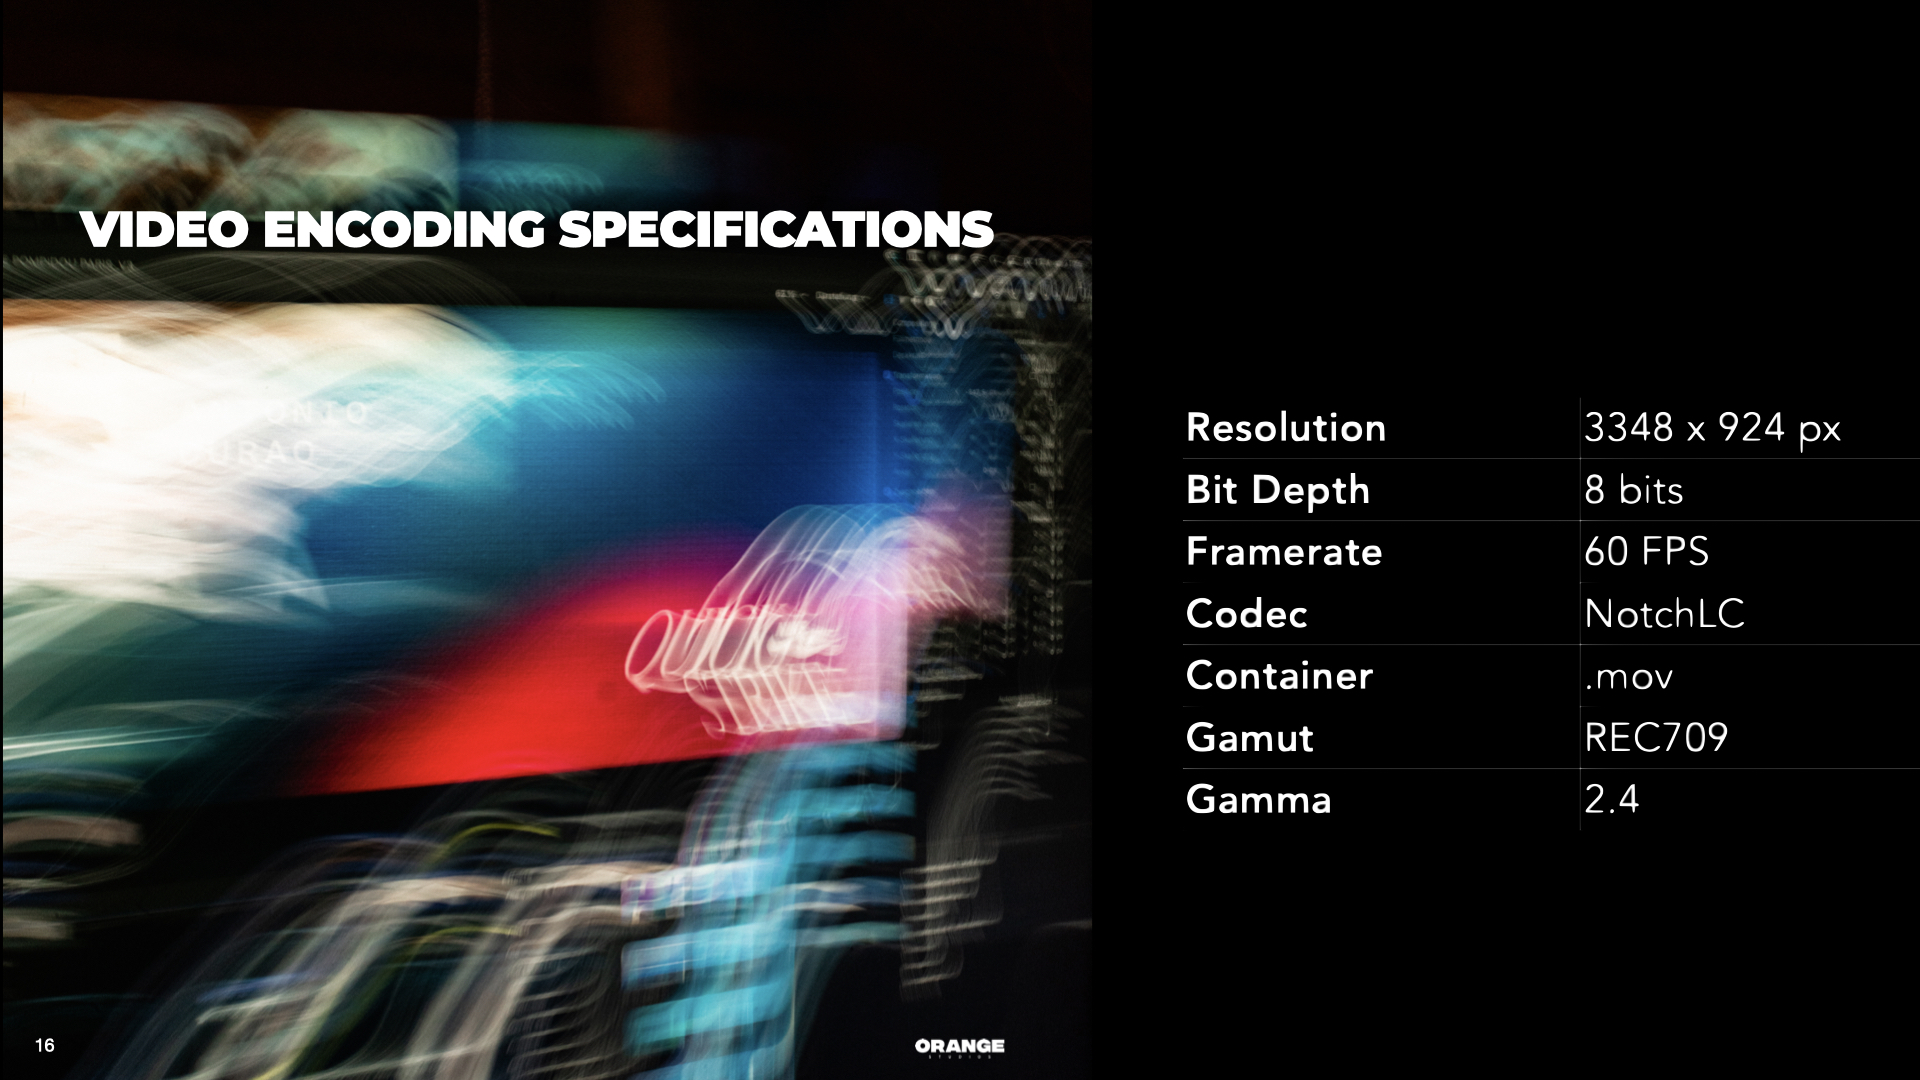 VIDEO ENCODING SPECIFICATIONS
Resolution 3348 x 924 px
Bit Depth 8 bits
Framerate 60 FPS
Codec NotchLC
Container .mov
Gamut REC709
Gamma 2.4
16
ORANGE
STUDIOS